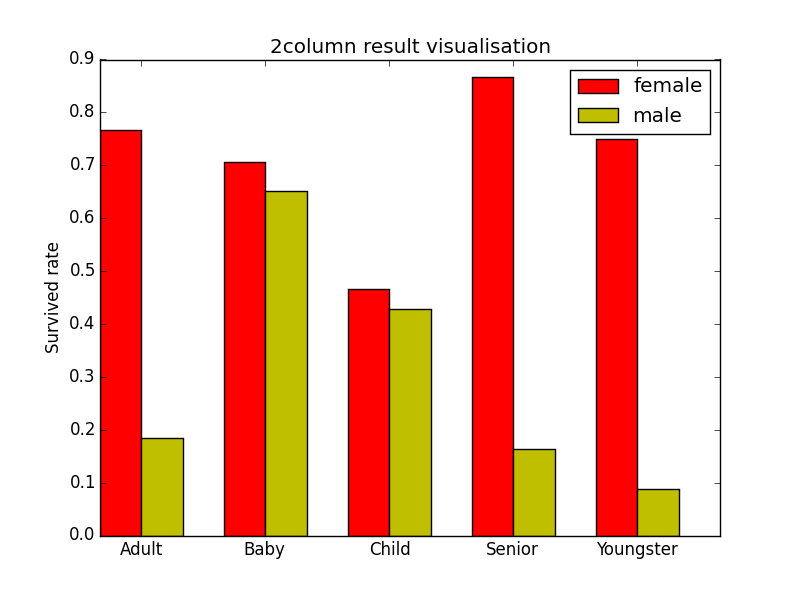 2column result visualisation
0.9
0.8
0.7
0.6
0.5
0.4
0.3
0.2
0.1
0.0
Survived rate
female
male
Adult Baby Child Senior Youngster